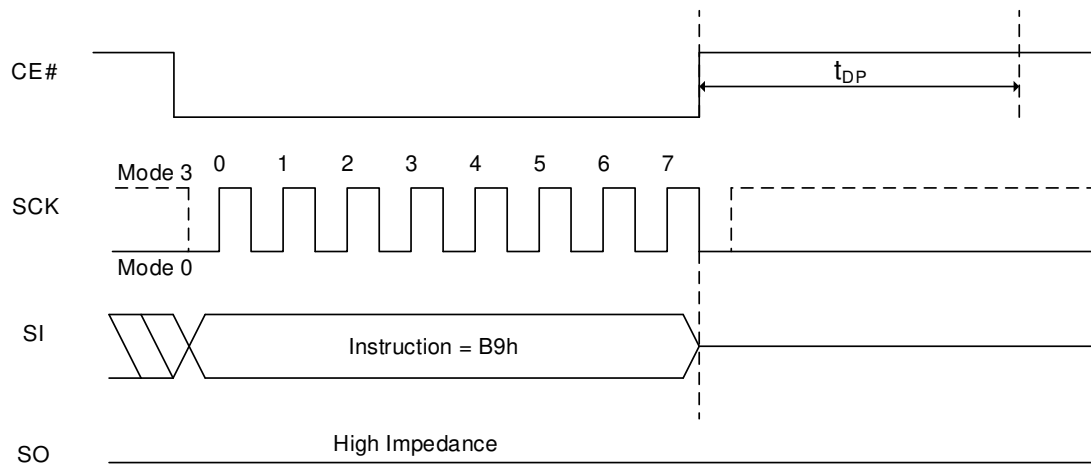 CE#
tDP
Mode 3
0 1 2 3 4 5 6 7
SCK
Mode 0
SI
Instruction = B9h
High Impedance
SO